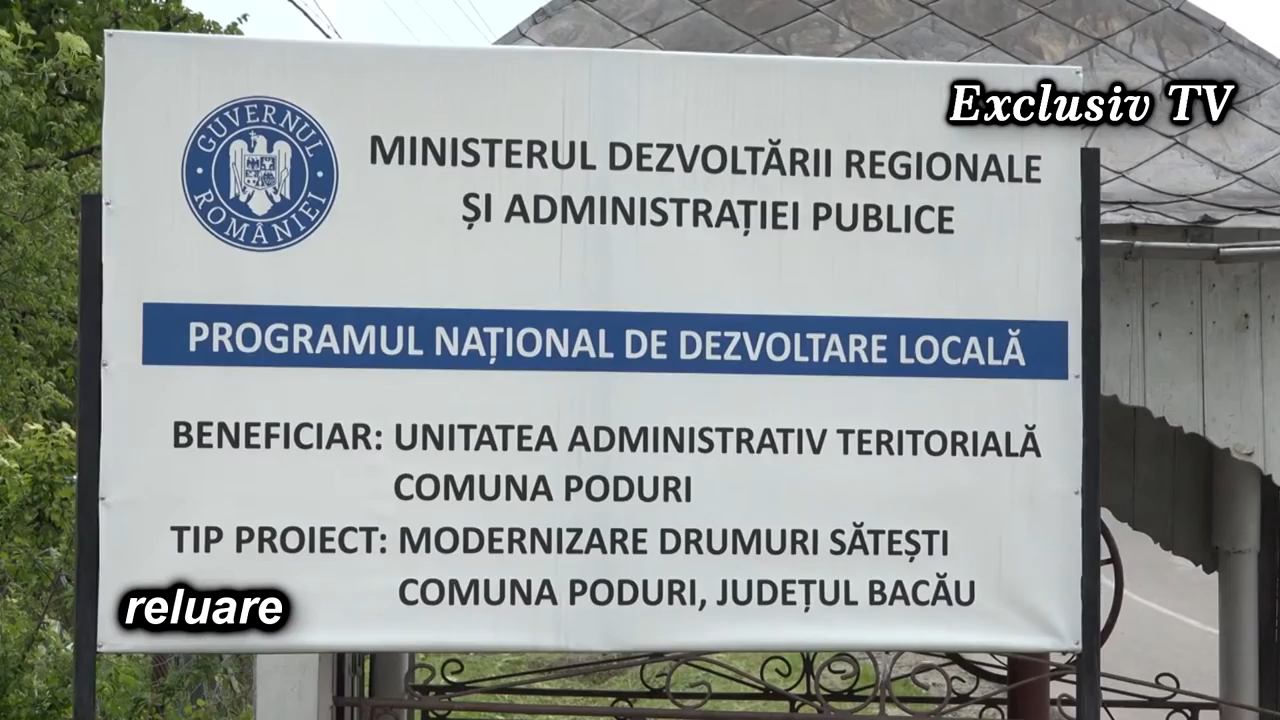 Exclusiv TV
GUVERNUL
ROMÂNIEI
MINISTERUL DEZVOLTĂRII REGIONALE
ȘI ADMINISTRAȚIEI PUBLICE
PROGRAMUL NAȚIONAL DE DEZVOLTARE LOCALĂ
BENEFICIAR: UNITATEA ADMINISTRATIV TERITORIALĂ
COMUNA PODURI
TIP PROIECT: MODERNIZARE DRUMURI SĂTEȘTI
COMUNA PODURI, JUDEȚUL BACĂU
reluare